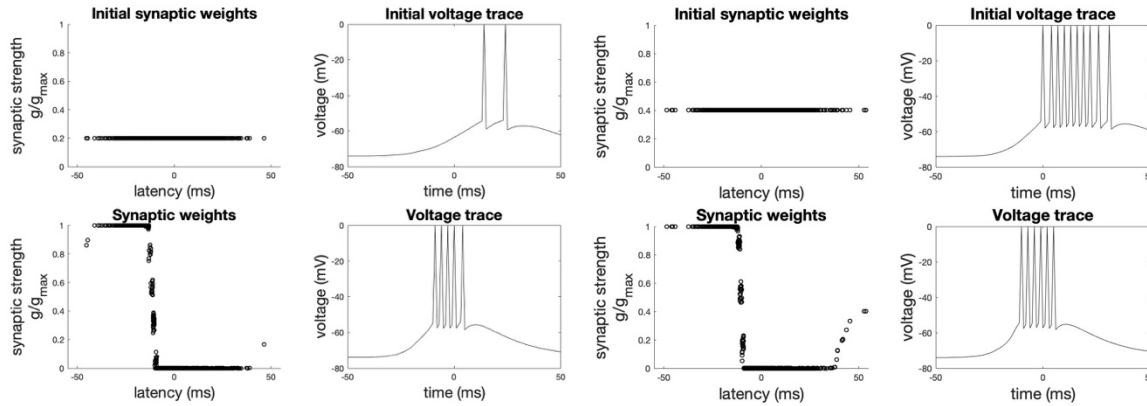 Initial synaptic weights
synaptic strength
g/gmax
1
0.8
0.6
0.4
0.2
0
-50
0
50
latency (ms)
Initial voltage trace
voltage (mV)
0
-20
-40
-60
-80
-50
0
50
time (ms)
Initial synaptic weights
synaptic strength
g/gmax
1
0.8
0.6
0.4
0.2
0
-50
0
50
latency (ms)
Initial voltage trace
voltage (mV)
0
-20
-40
-60
-80
-50
0
50
time (ms)
Synaptic weights
synaptic strength
g/gmax
1
0.8
0.6
0.4
0.2
0
-50
0
50
latency (ms)
Voltage trace
voltage (mV)
0
-20
-40
-60
-80
-50
0
50
time (ms)
Synaptic weights
synaptic strength
g/gmax
1
0.8
0.6
0.4
0.2
0
-50
0
50
latency (ms)
Voltage trace
voltage (mV)
0
-20
-40
-60
-80
-50
0
50
time (ms)